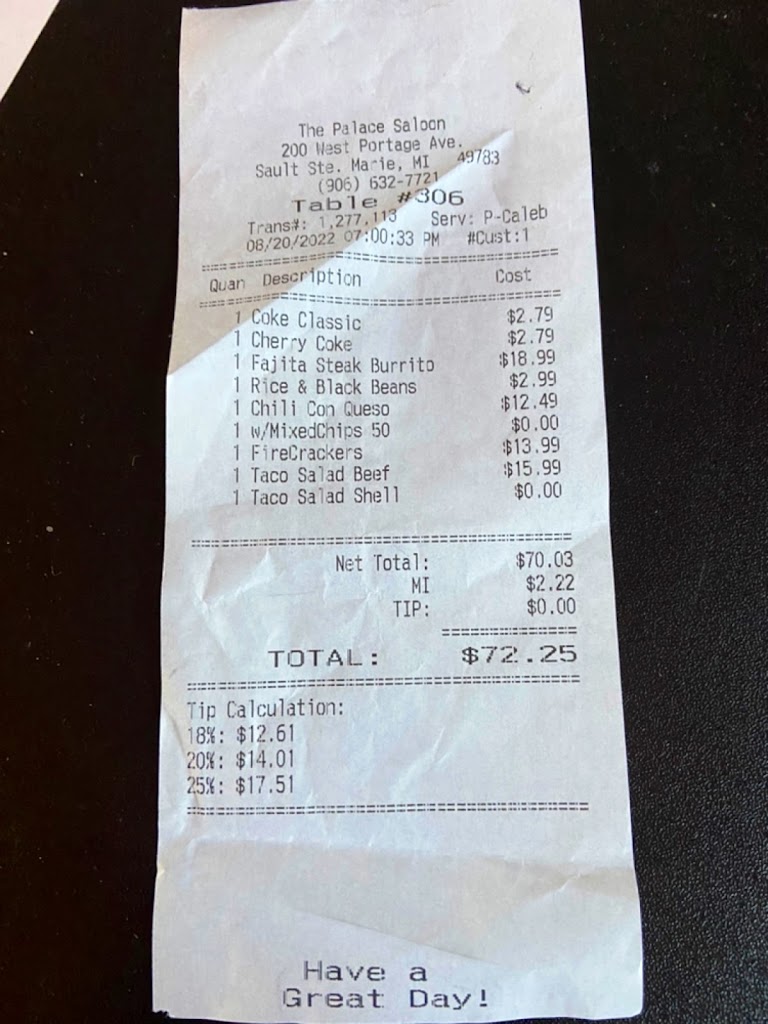 The Palace Saloon
200 West Portage Ave.
Sault Ste. Marie, MI 49783
(906) 632-7721
Table #306
Trans#: 1,277,113 Serv: P-Caleb
08/20/2022 07:00:33 PM #Cust:1
Quan Description Cost
1 Coke Classic $2.79
1 Cherry Coke $2.79
1 Fajita Steak Burrito $18.99
1 Rice & Black Beans $2.99
1 Chili Con Queso $12.49
1 w/MixedChips 50 $0.00
1 FireCrackers $13.99
1 Taco Salad Beef $15.99
1 Taco Salad Shell $0.00
Net Total: $70.03
MI $2.22
TIP: $0.00
TOTAL: $72.25
Tip Calculation:
18%: $12.61
20%: $14.01
25%: $17.51
Have a
Great Day!